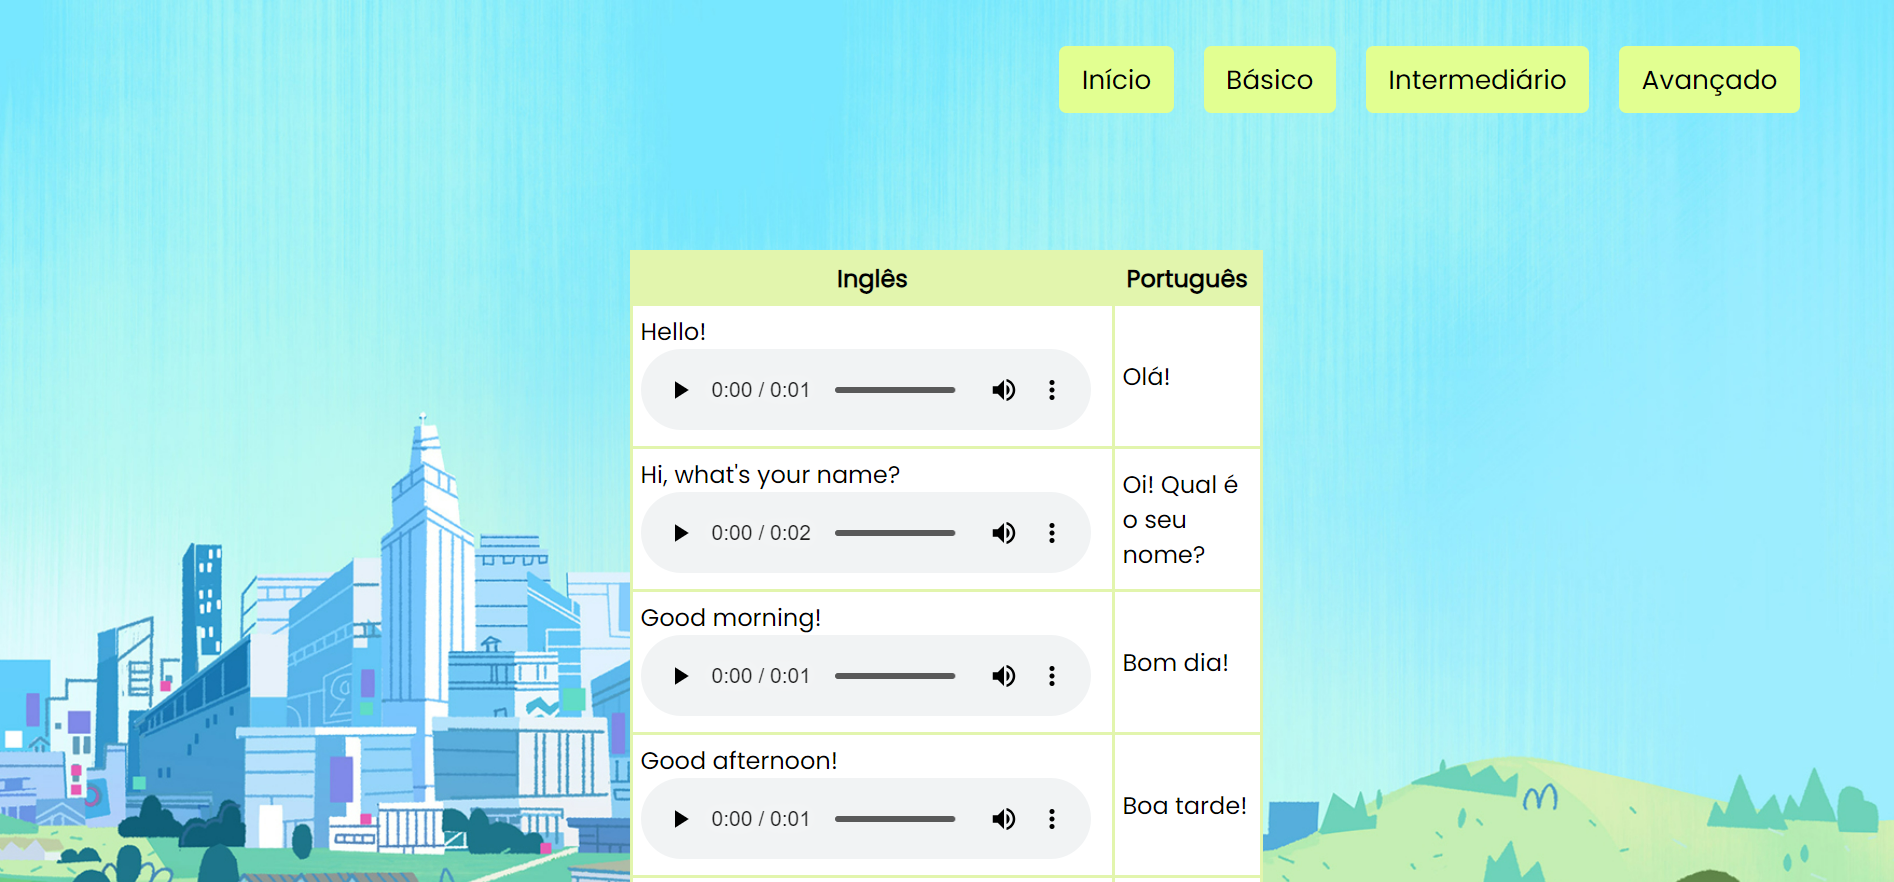 Início Básico Intermediário Avançado
Inglês Português
Hello!
0:00 / 0:01
Olá!
Hi, what's your name?
0:00 / 0:02
Oi! Qual é
o seu
nome?
Good morning!
0:00 / 0:01
Bom dia!
Good afternoon!
0:00 / 0:01
Boa tarde!